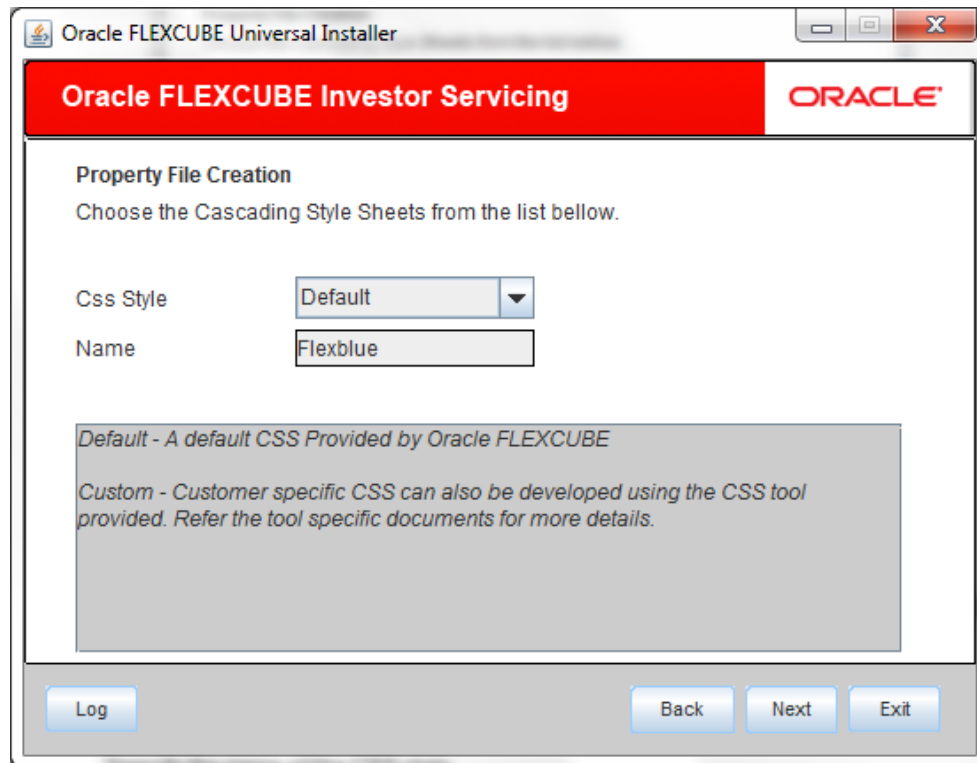 Oracle FLEXCUBE Universal Installer
Oracle FLEXCUBE Investor Servicing
ORACLE
Property File Creation
Choose the Cascading Style Sheets from the list bellow.
Css Style
Default
Name
Flexblue
Default - A default CSS Provided by Oracle FLEXCUBE
Custom - Customer specific CSS can also be developed using the CSS tool
provided. Refer the tool specific documents for more details.
Log
Back
Next
Exit